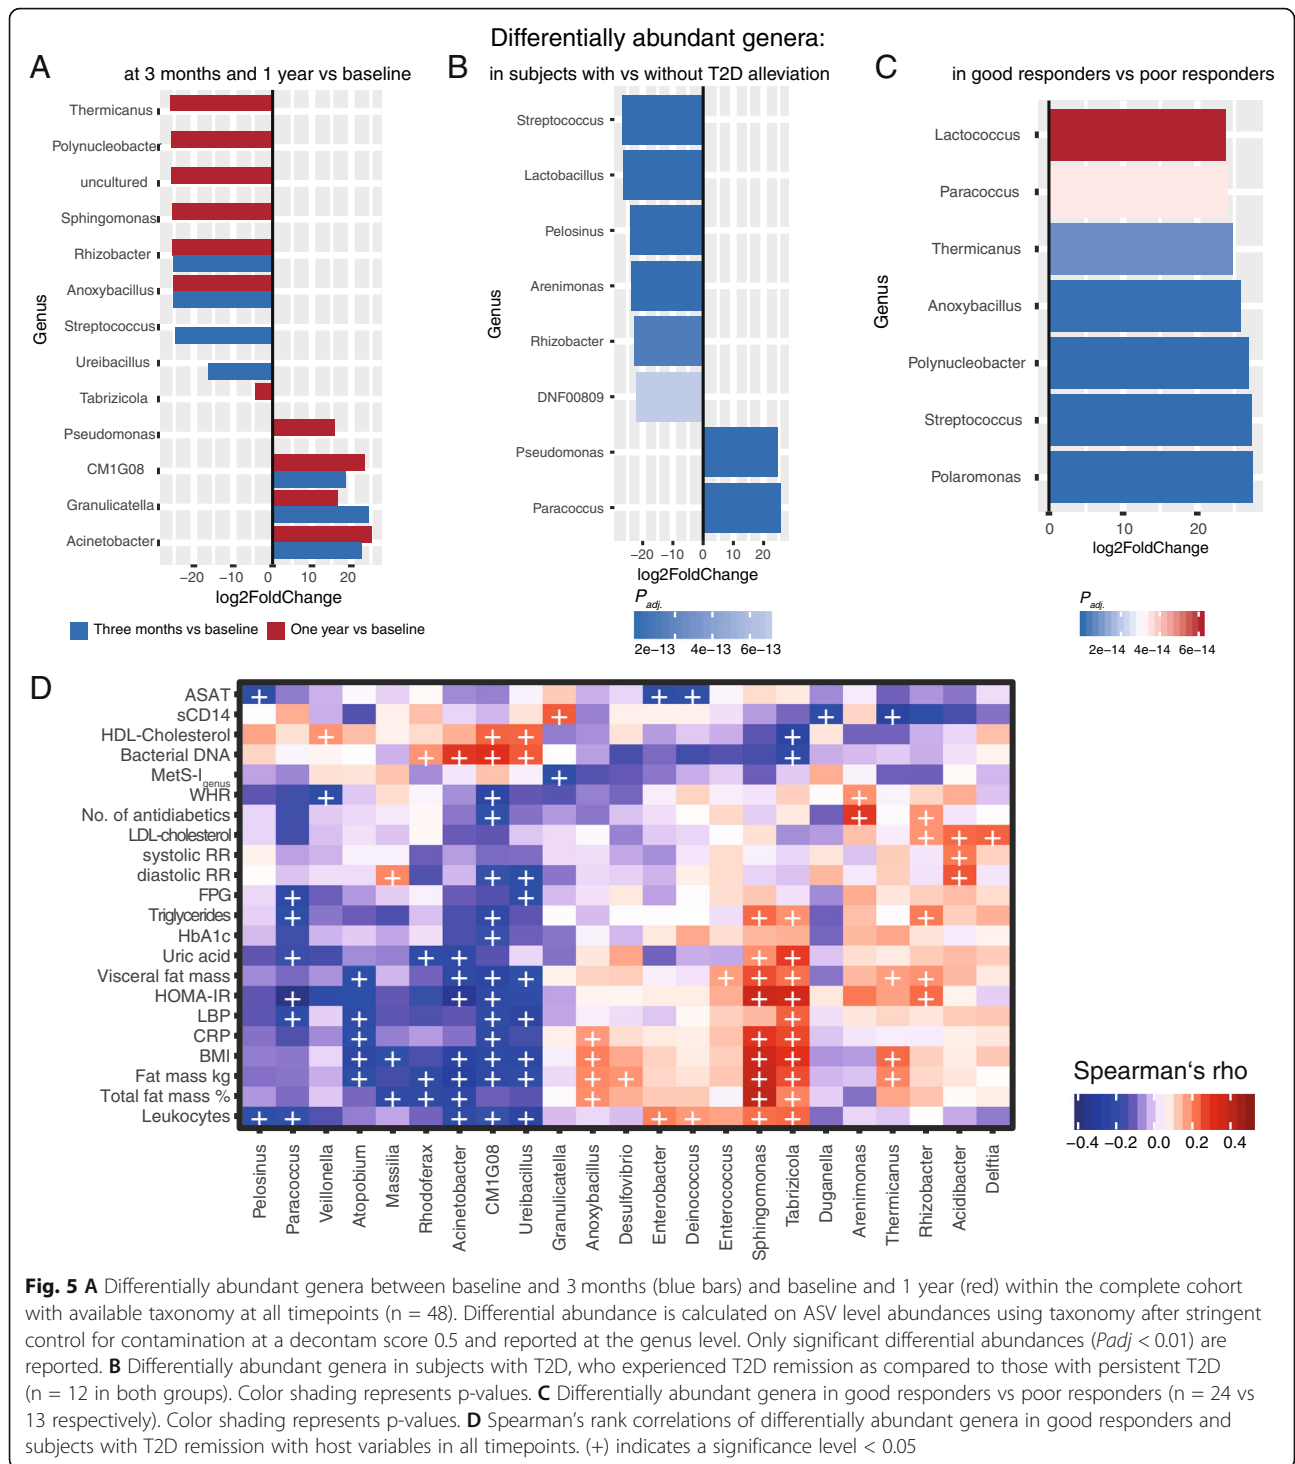 Differentially abundant genera:
A
at 3 months and 1 year vs baseline
Genus
Thermicanus
Polynucleobacter
uncultured
Sphingomonas
Rhizobacter
Anoxybacillus
Streptococcus
Ureibacillus
Tabrizicola
Pseudomonas
CM1G08
Granulicatella
Acinetobacter
−20 −10 0 10 20
log2FoldChange
Three months vs baseline One year vs baseline
B
in subjects with vs without T2D alleviation
Genus
Streptococcus
Lactobacillus
Pelosinus
Arenimonas
Rhizobacter
DNF00809
Pseudomonas
Paracoccus
−20 −10 0 10 20
log2FoldChange
Padj.
2e−13 4e−13 6e−13
C
in good responders vs poor responders
Genus
Lactococcus
Paracoccus
Thermicanus
Anoxybacillus
Polynucleobacter
Streptococcus
Polaromonas
0 10 20
log2FoldChange
Padj.
2e−14 4e−14 6e−14
D
ASAT
sCD14
HDL-Cholesterol
Bacterial DNA
MetS-Igenus
WHR
No. of antidiabetics
LDL-cholesterol
systolic RR
diastolic RR
FPG
Triglycerides
HbA1c
Uric acid
Visceral fat mass
HOMA-IR
LBP
CRP
BMI
Fat mass kg
Total fat mass %
Leukocytes
Pelosinus
Paracoccus
Veillonella
Atopobium
Massilia
Rhodoferax
Acinetobacter
CM1G08
Ureibacillus
Granulicatella
Anoxybacillus
Desulfovibrio
Enterobacter
Deinococcus
Enterococcus
Sphingomonas
Tabrizicola
Duganella
Arenimonas
Thermicanus
Rhizobacter
Acidibacter
Delftia
Spearman‘s rho
−0.4 −0.2 0.0 0.2 0.4
Fig. 5 A Differentially abundant genera between baseline and 3 months (blue bars) and baseline and 1 year (red) within the complete cohort
with available taxonomy at all timepoints (n = 48). Differential abundance is calculated on ASV level abundances using taxonomy after stringent
control for contamination at a decontam score 0.5 and reported at the genus level. Only significant differential abundances (Padj < 0.01) are
reported. B Differentially abundant genera in subjects with T2D, who experienced T2D remission as compared to those with persistent T2D
(n = 12 in both groups). Color shading represents p-values. C Differentially abundant genera in good responders vs poor responders (n = 24 vs
13 respectively). Color shading represents p-values. D Spearman’s rank correlations of differentially abundant genera in good responders and
subjects with T2D remission with host variables in all timepoints. (+) indicates a significance level < 0.05